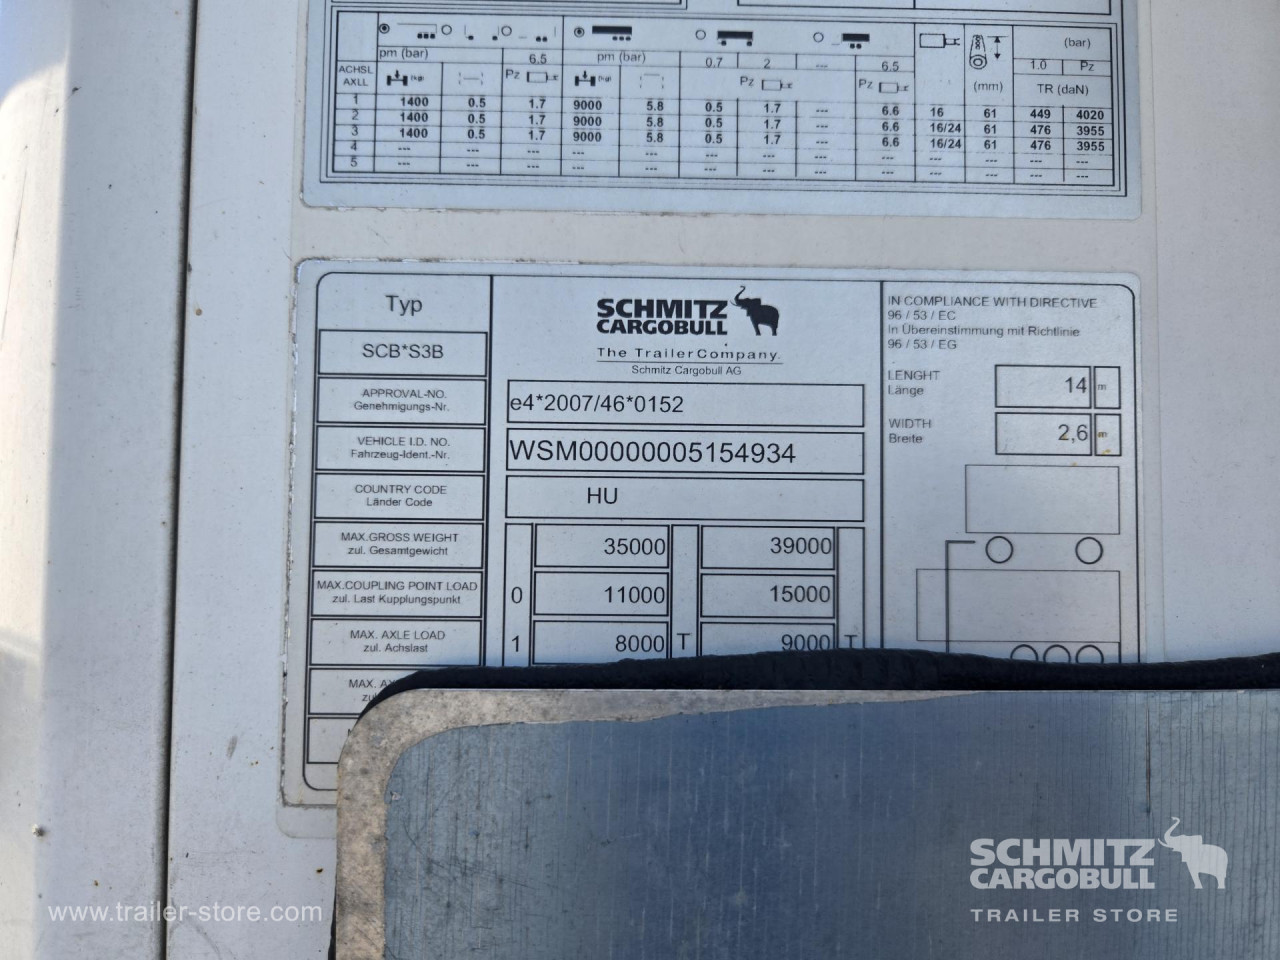 pm (bar) 6.5 pm (bar) 0.7 2 --- 6.5 (bar)
1.0 Pz
ACHSL
AXLL
(kg) Pz (kg) Pz Pz (mm) TR (daN)
1 1400 0.5 1.7 9000 5.8 0.5 1.7 --- 6.6 16 61 449 4020
2 1400 0.5 1.7 9000 5.8 0.5 1.7 --- 6.6 16/24 61 476 3955
3 1400 0.5 1.7 9000 5.8 0.5 1.7 --- 6.6 16/24 61 476 3955
4 --- --- --- --- --- --- --- --- --- --- --- --- ---
5 --- --- --- --- --- --- --- --- --- --- --- --- ---
Typ
SCB*S3B
SCHMITZ
CARGOBULL
The Trailer Company.
Schmitz Cargobull AG
IN COMPLIANCE WITH DIRECTIVE
96 / 53 / EC
In Übereinstimmung mit Richtlinie
96 / 53 / EG
LENGHT
Länge
14 m
WIDTH
Breite
2,6 m
APPROVAL-NO.
Genehmigungs-Nr.
e4*2007/46*0152
VEHICLE I.D. NO.
Fahrzeug-Ident.-Nr.
WSM00000005154934
COUNTRY CODE
Länder Code
HU
MAX.GROSS WEIGHT
zul. Gesamtgewicht
35000 39000
MAX.COUPLING POINT LOAD
zul. Last Kupplungspunkt
0 11000 15000
MAX. AXLE LOAD
zul. Achslast
1 8000 T 9000 T
MAX.
www.trailer-store.com
SCHMITZ
CARGOBULL
TRAILER STORE